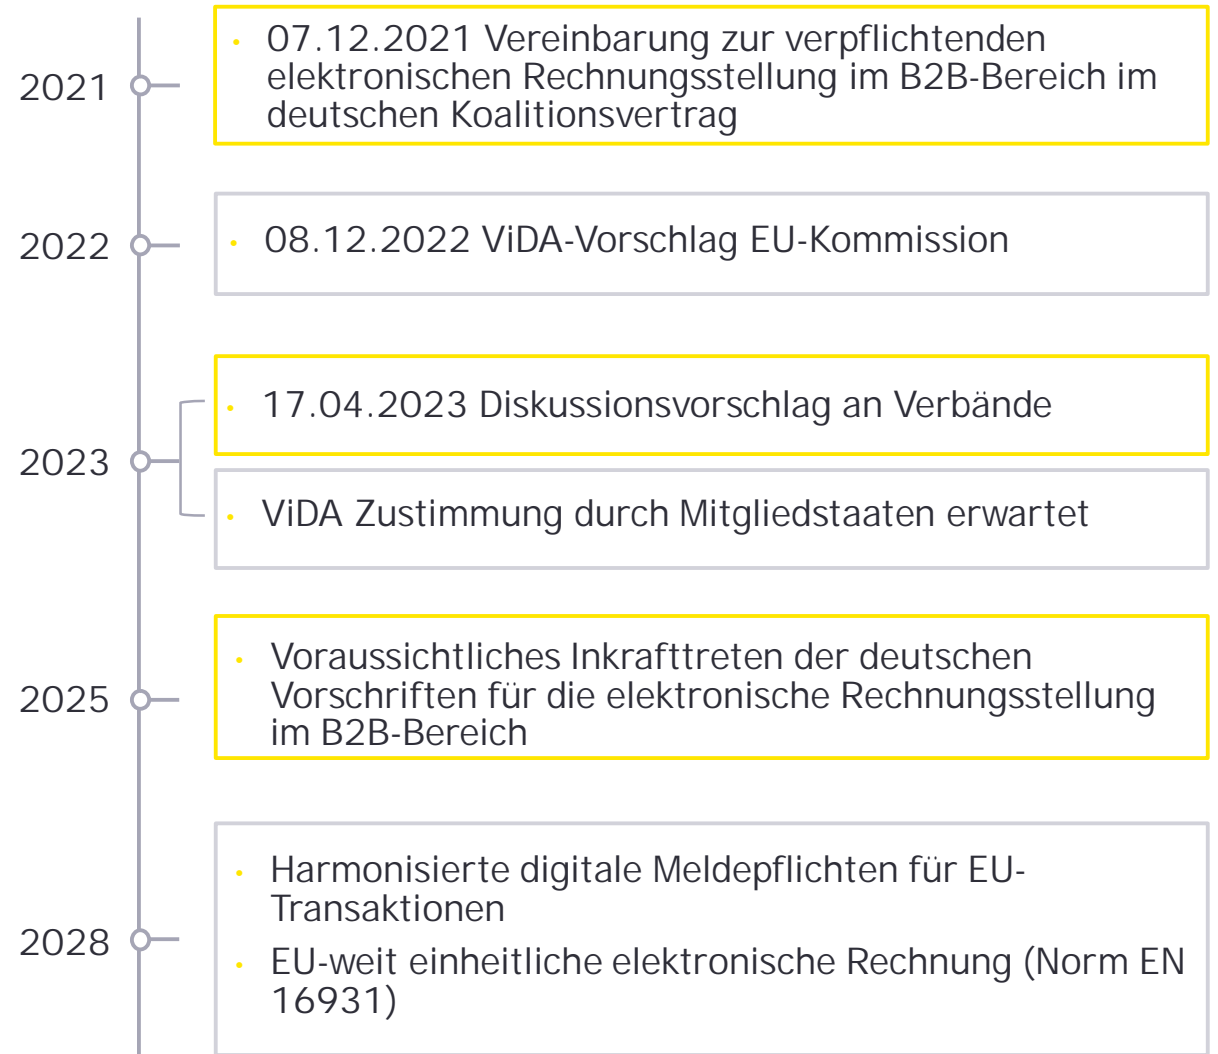 2021
• 07.12.2021 Vereinbarung zur verpflichtenden
elektronischen Rechnungsstellung im B2B-Bereich im
deutschen Koalitionsvertrag
2022
• 08.12.2022 ViDA-Vorschlag EU-Kommission
2023
• 17.04.2023 Diskussionsvorschlag an Verbände
• ViDA Zustimmung durch Mitgliedstaaten erwartet
2025
• Voraussichtliches Inkrafttreten der deutschen
Vorschriften für die elektronische Rechnungsstellung
im B2B-Bereich
2028
• Harmonisierte digitale Meldepflichten für EU-
Transaktionen
• EU-weit einheitliche elektronische Rechnung (Norm EN
16931)